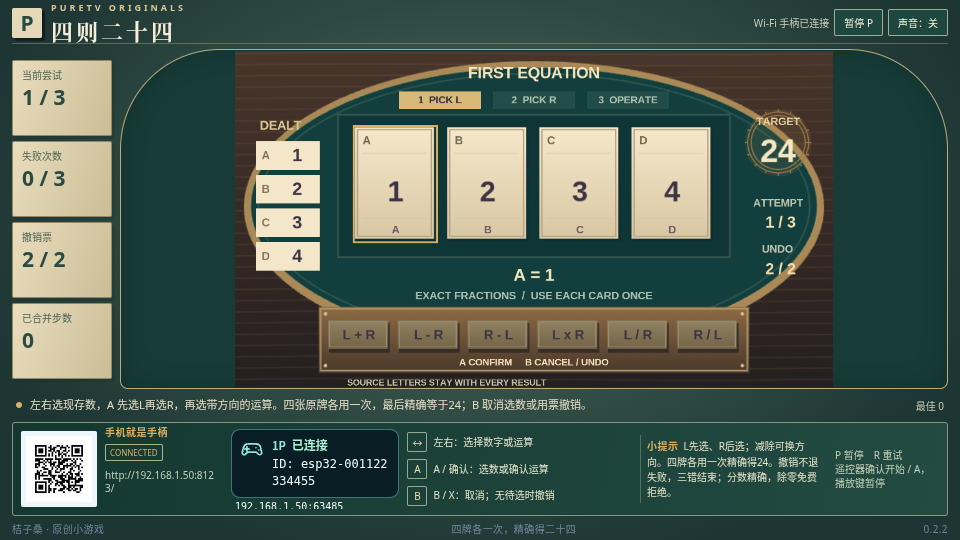 P
PURETV ORIGINALS
四则二十四
Wi-Fi 手柄已连接
暂停 P
声音: 关
当前尝试
1 / 3
失败次数
0 / 3
撤销票
2 / 2
已合并步数
0
FIRST EQUATION
1 PICK L
2 PICK R
3 OPERATE
DEALT
A 1
B 2
C 3
D 4
A
1
A
B
2
B
C
3
C
D
4
D
TARGET
24
ATTEMPT
1 / 3
UNDO
2 / 2
A = 1
EXACT FRACTIONS / USE EACH CARD ONCE
L + R
L - R
R - L
L x R
L / R
R / L
A CONFIRM B CANCEL / UNDO
SOURCE LETTERS STAY WITH EVERY RESULT
左右选现存数，A 先选L再选R，再选带方向的运算。四张原牌各用一次，最后精确等于24；B 取消选数或用票撤销。
最佳 0
手机就是手柄
CONNECTED
http://192.168.1.50:812
3/
1P 已连接
ID: esp32-001122
334455
192.168.1.50:63485
↔ 左右：选择数字或运算
A A / 确认：选数或确认运算
B B / X：取消；无待选时撤销
小提示 L先选、R后选；减除可换方
向。四牌各用一次精确得24。撤销不退
失败，三错结束；分数精确，除零免费
拒绝。
P 暂停 R 重试
遥控器确认开始 / A，
播放键暂停
桔子桑 · 原创小游戏
四牌各一次，精确得二十四
0.2.2